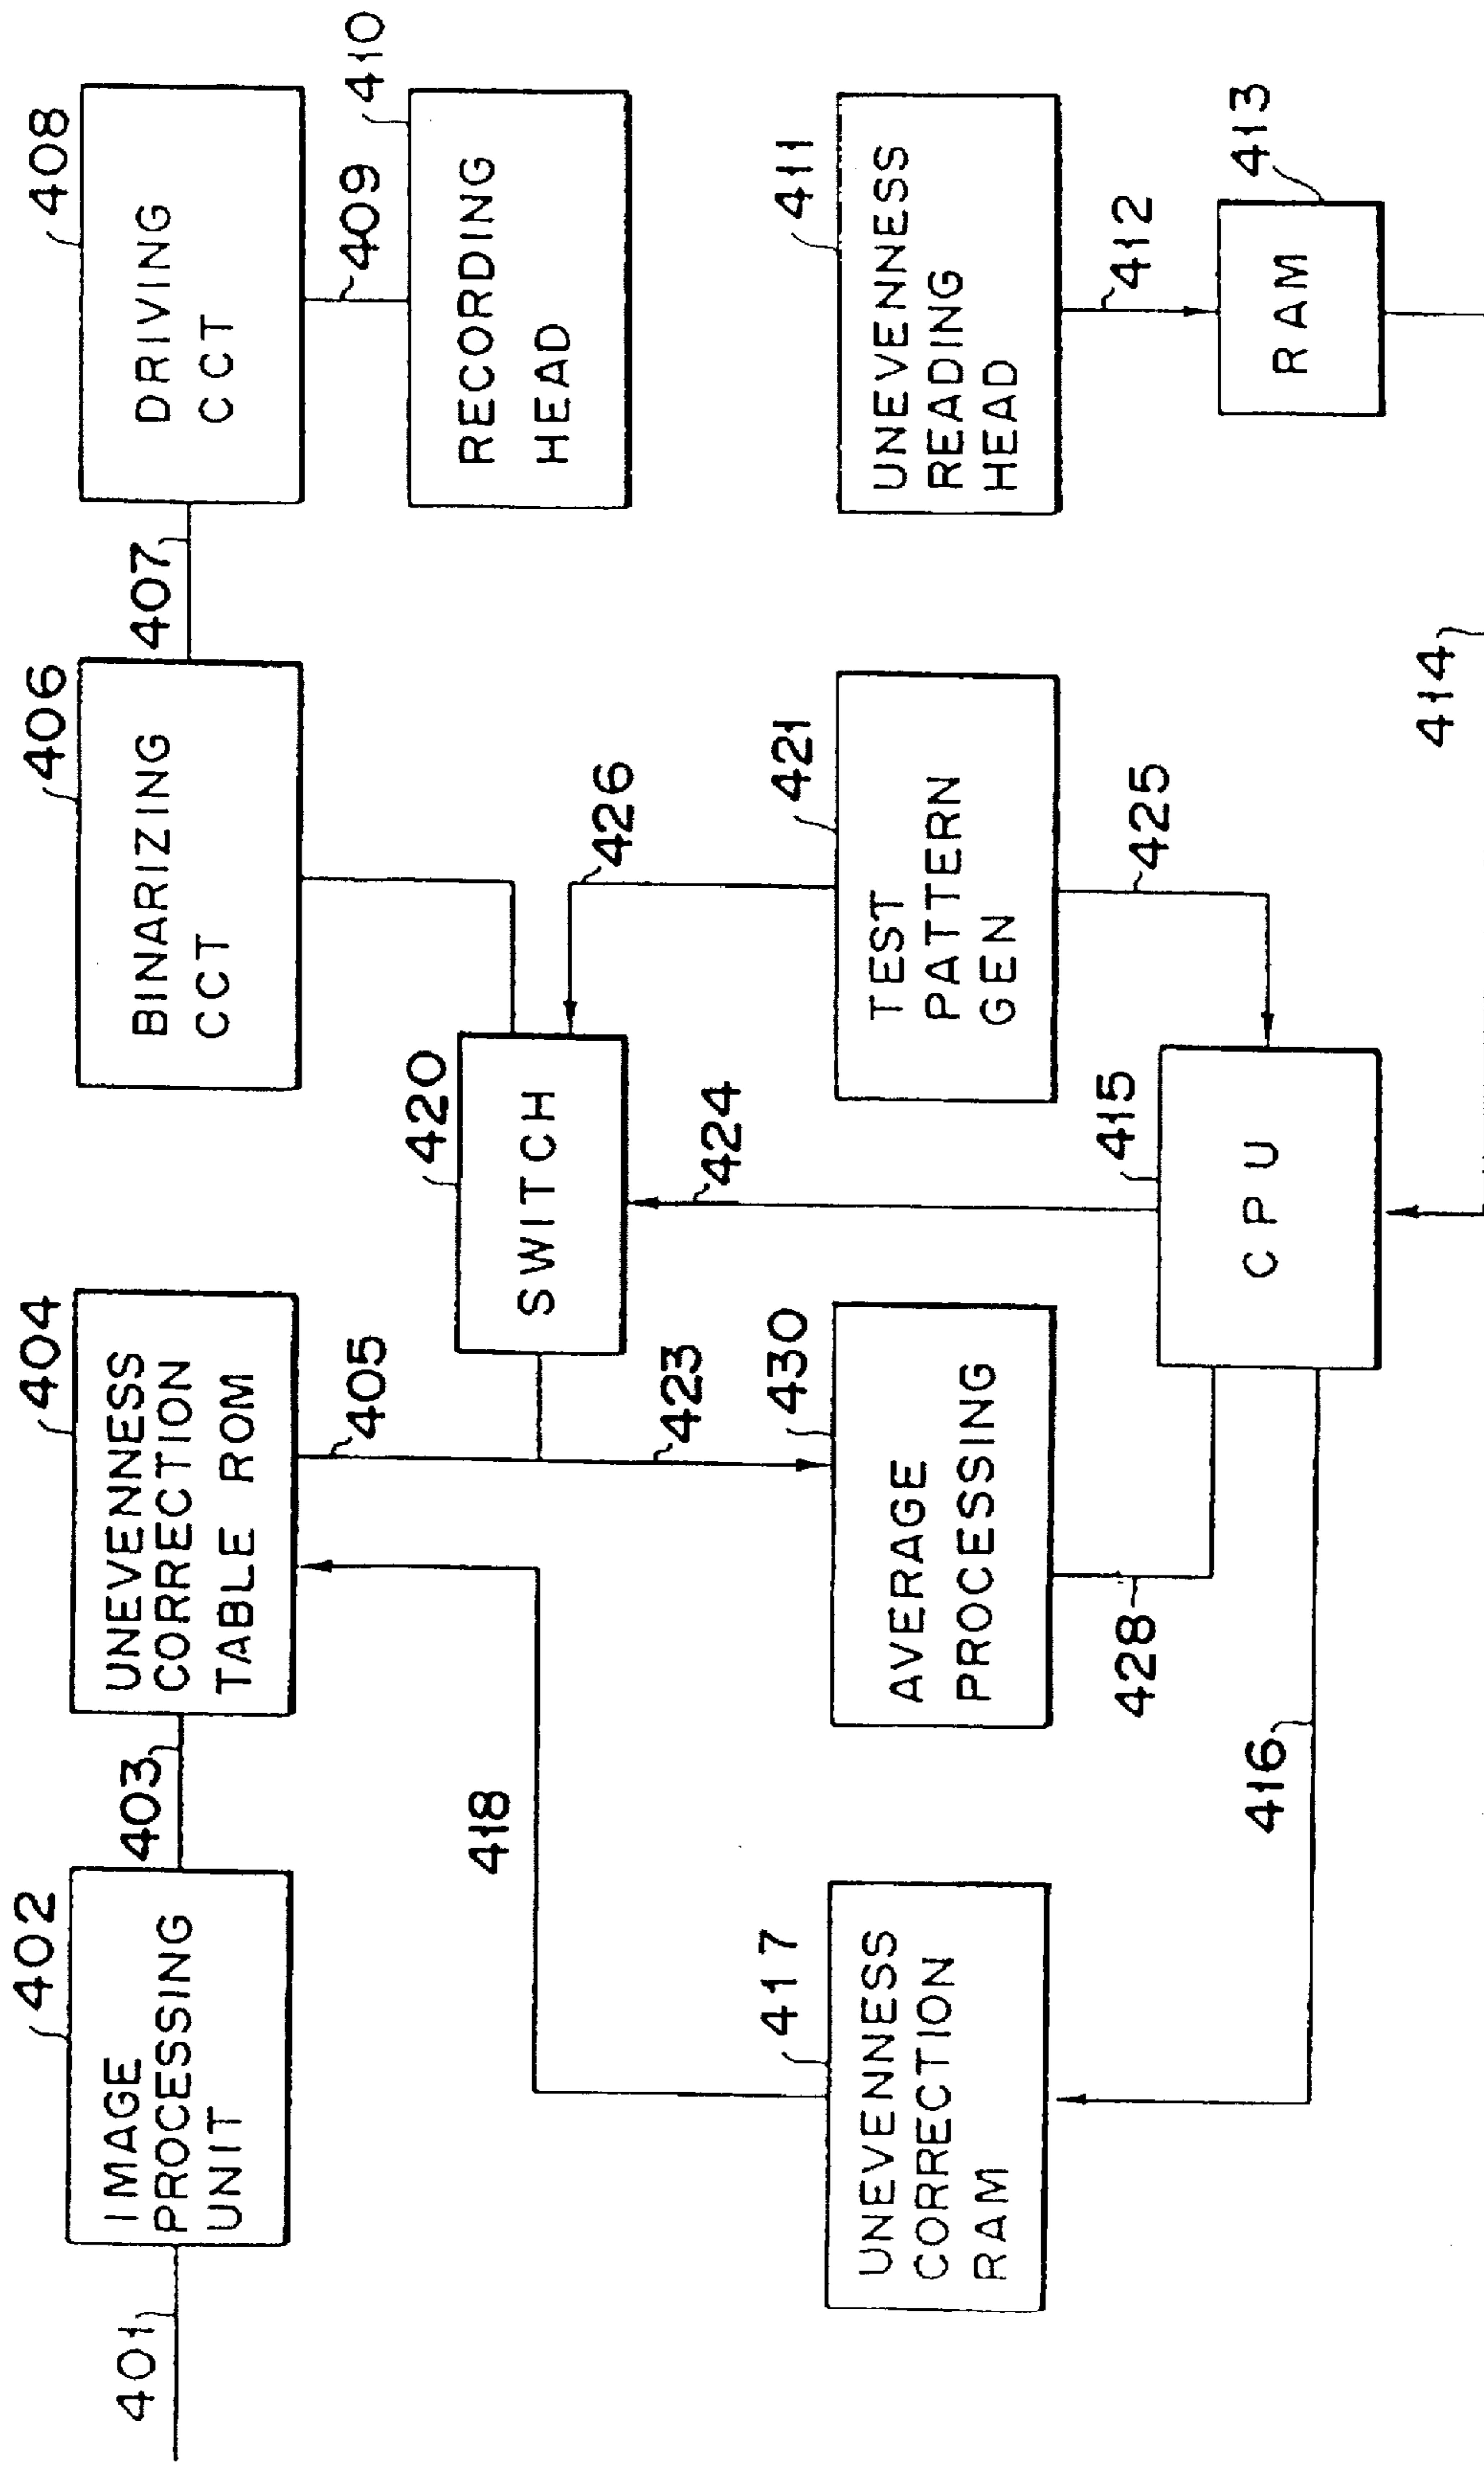 401
402
IMAGE
PROCESSING
UNIT
403
404
UNEVENNESS
CORRECTION
TABLE ROM
405
406
BINARIZING
CCT
407
408
DRIVING
CCT
409
410
RECORDING
HEAD
418
420
SWITCH
423
424
426
417
UNEVENNESS
CORRECTION
RAM
430
AVERAGE
PROCESSING
421
TEST
PATTERN
GEN
411
UNEVENNESS
READING
HEAD
428
416
415
CPU
425
412
413
RAM
414